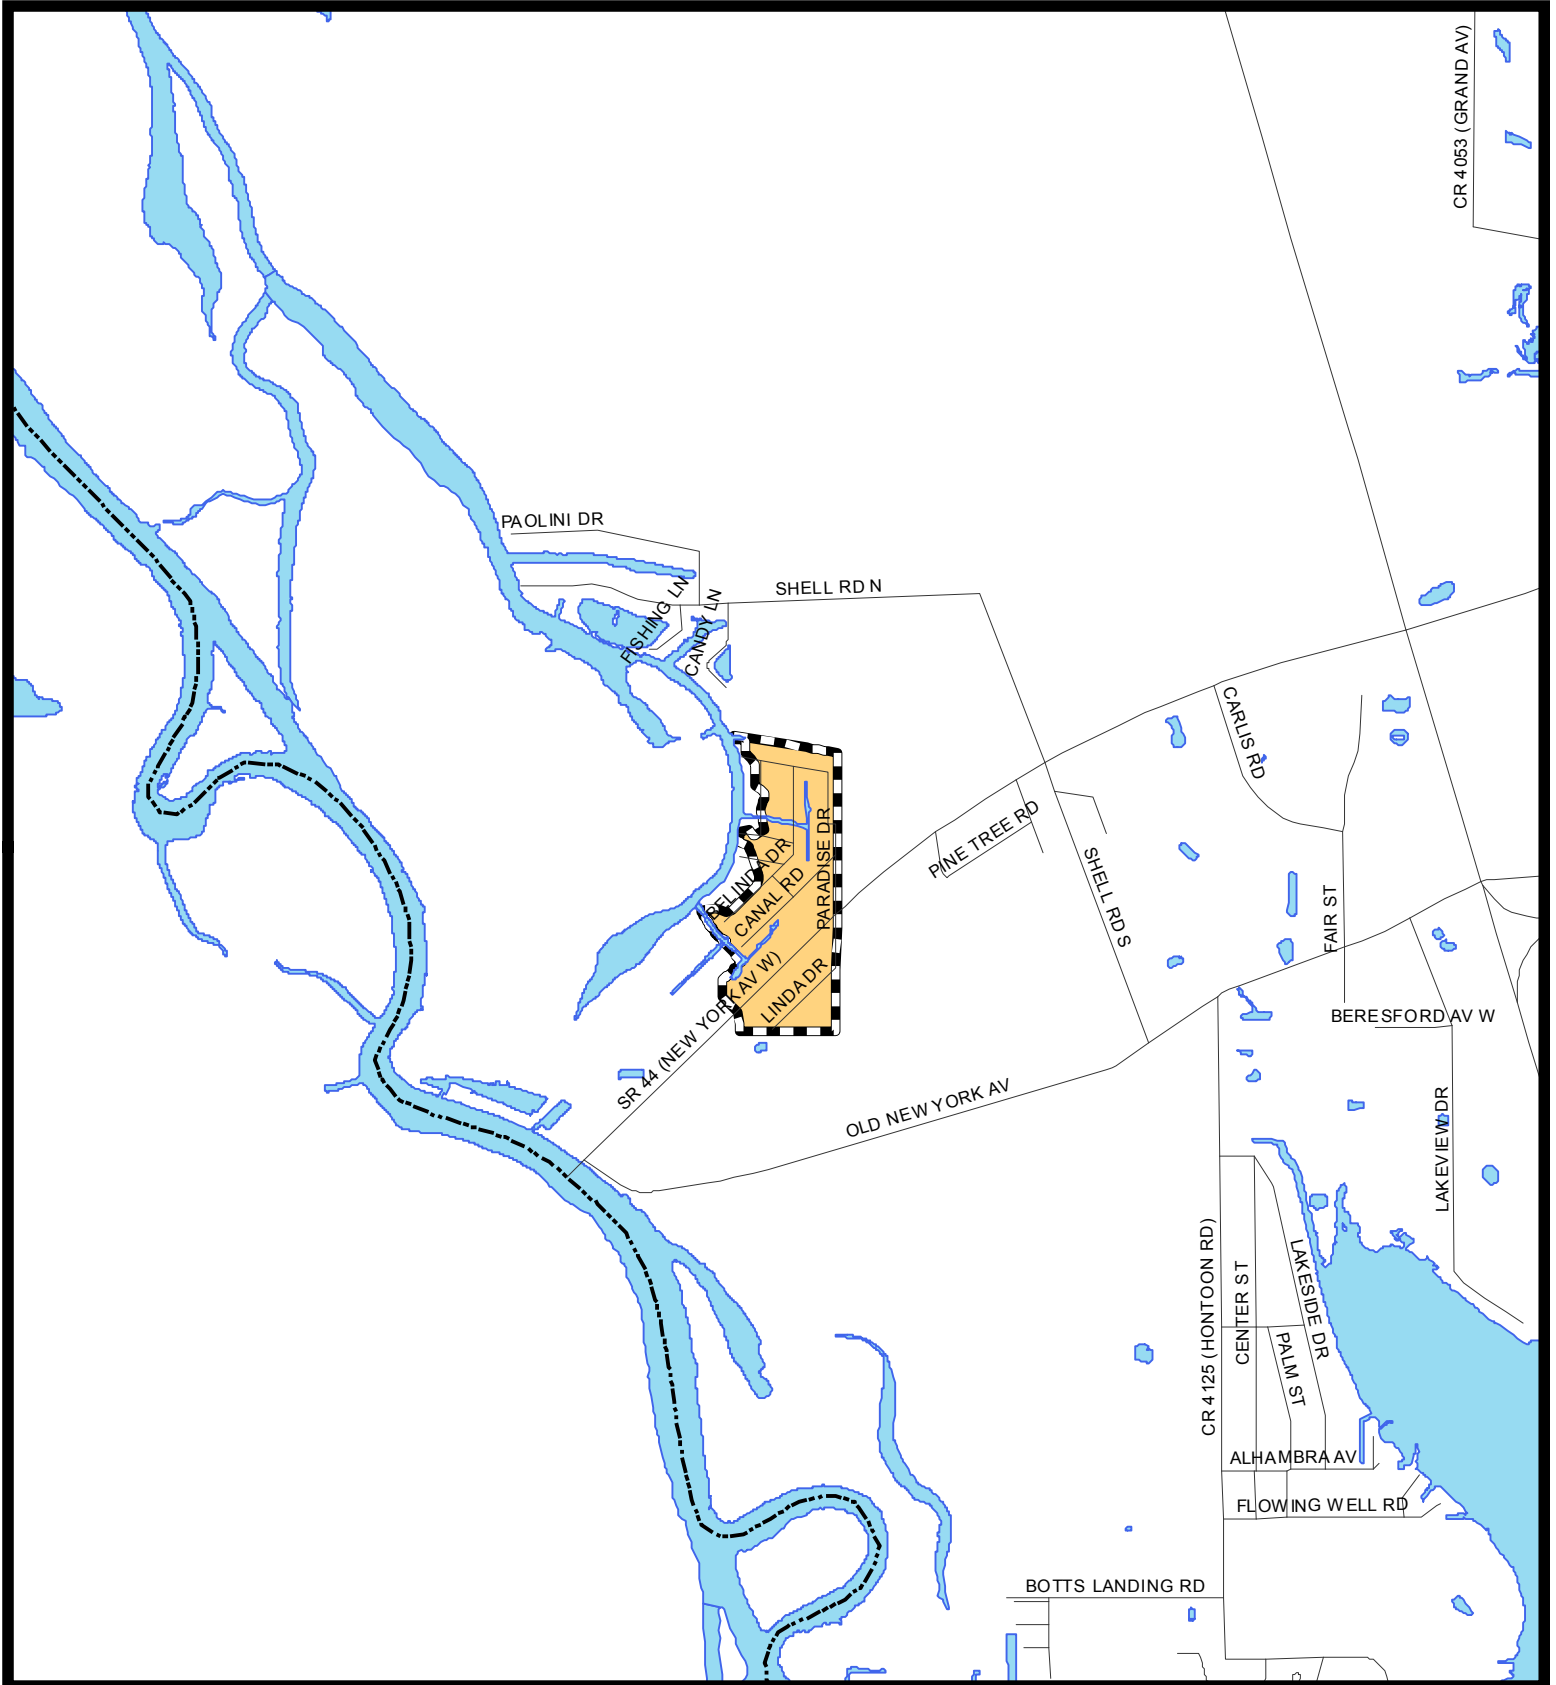 CR 4053 (GRAND AV)
PAOLINI DR
FISHING LN
CANDY LN
SHELL RD N
CARLIS RD
PINE TREE RD
SHELL RD S
PARADISE DR
BELINDA DR
CANAL RD
FAIR ST
LINDA DR
SR 44 (NEW YORK AV W)
BERESFORD AV W
OLD NEW YORK AV
LAKEVIEW DR
CR 4125 (HONTOON RD)
CENTER ST
LAKESIDE DR
PALM ST
ALHAMBRA AV
FLOWING WELL RD
BOTTS LANDING RD